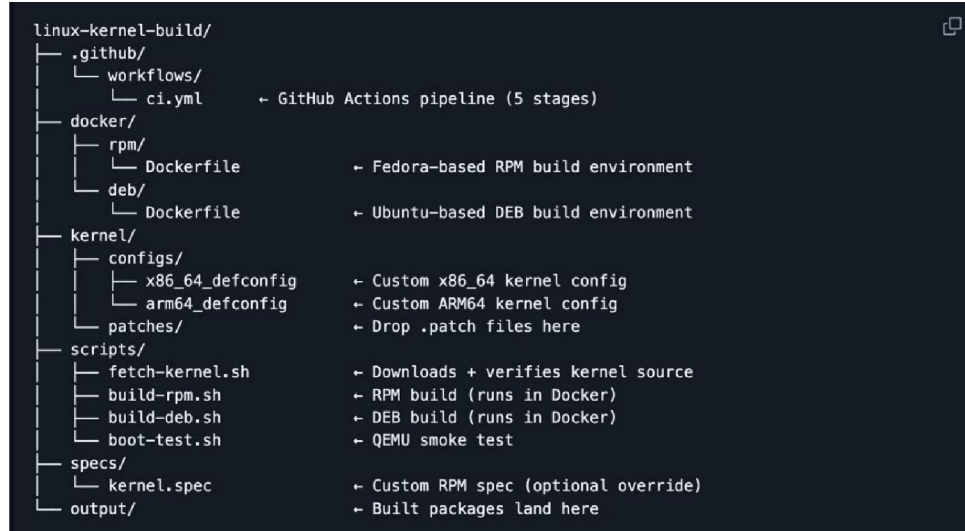 linux-kernel-build/
├── .github/
│   └── workflows/
│       └── ci.yml      ← GitHub Actions pipeline (5 stages)
├── docker/
│   ├── rpm/
│   │   └── Dockerfile            ← Fedora-based RPM build environment
│   └── deb/
│       └── Dockerfile            ← Ubuntu-based DEB build environment
├── kernel/
│   ├── configs/
│   │   ├── x86_64_defconfig      ← Custom x86_64 kernel config
│   │   └── arm64_defconfig       ← Custom ARM64 kernel config
│   └── patches/                  ← Drop .patch files here
├── scripts/
│   ├── fetch-kernel.sh           ← Downloads + verifies kernel source
│   ├── build-rpm.sh              ← RPM build (runs in Docker)
│   ├── build-deb.sh              ← DEB build (runs in Docker)
│   └── boot-test.sh              ← QEMU smoke test
├── specs/
│   └── kernel.spec               ← Custom RPM spec (optional override)
└── output/                       ← Built packages land here